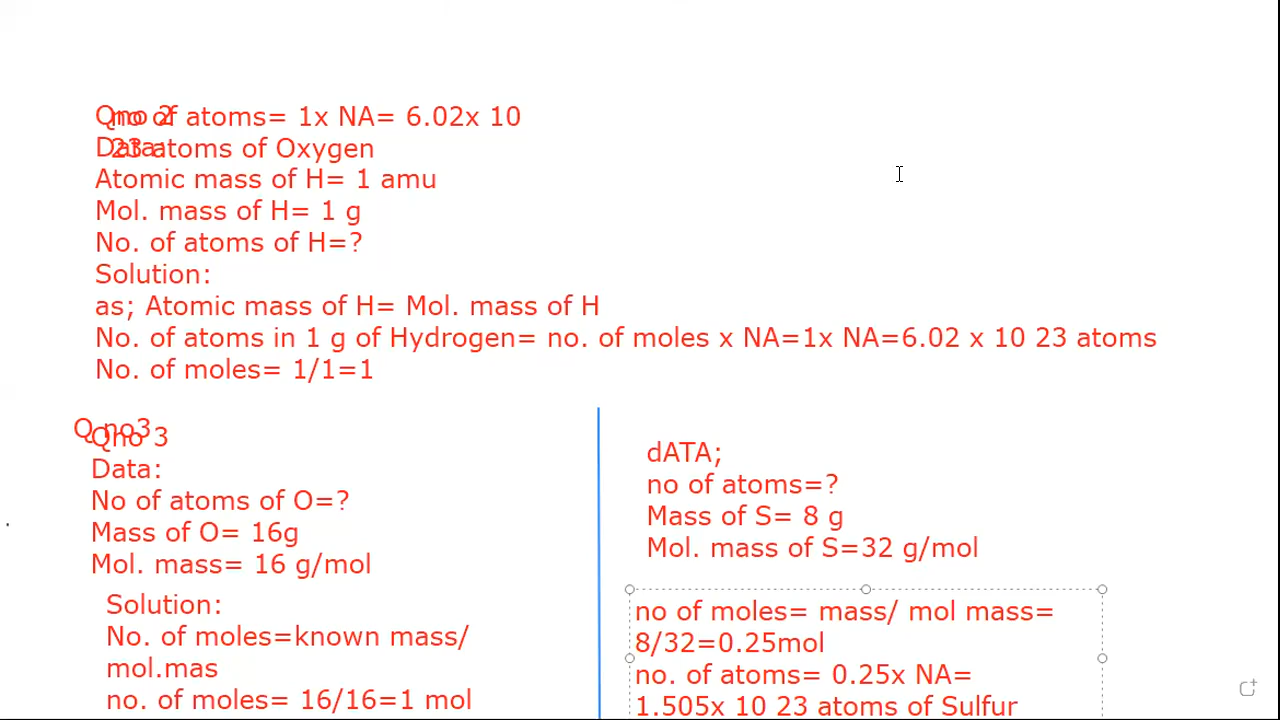 Qno 2
no of atoms= 1x NA= 6.02x 10
Data:
23 atoms of Oxygen
Atomic mass of H= 1 amu
Mol. mass of H= 1 g
No. of atoms of H=?
Solution:
as; Atomic mass of H= Mol. mass of H
No. of atoms in 1 g of Hydrogen= no. of moles x NA=1x NA=6.02 x 10 23 atoms
No. of moles= 1/1=1
Q no3
Qno 3
Data:
No of atoms of O=?
Mass of O= 16g
Mol. mass= 16 g/mol
Solution:
No. of moles=known mass/
mol.mas
no. of moles= 16/16=1 mol
dATA;
no of atoms=?
Mass of S= 8 g
Mol. mass of S=32 g/mol
no of moles= mass/ mol mass=
8/32=0.25mol
no. of atoms= 0.25x NA=
1.505x 10 23 atoms of Sulfur